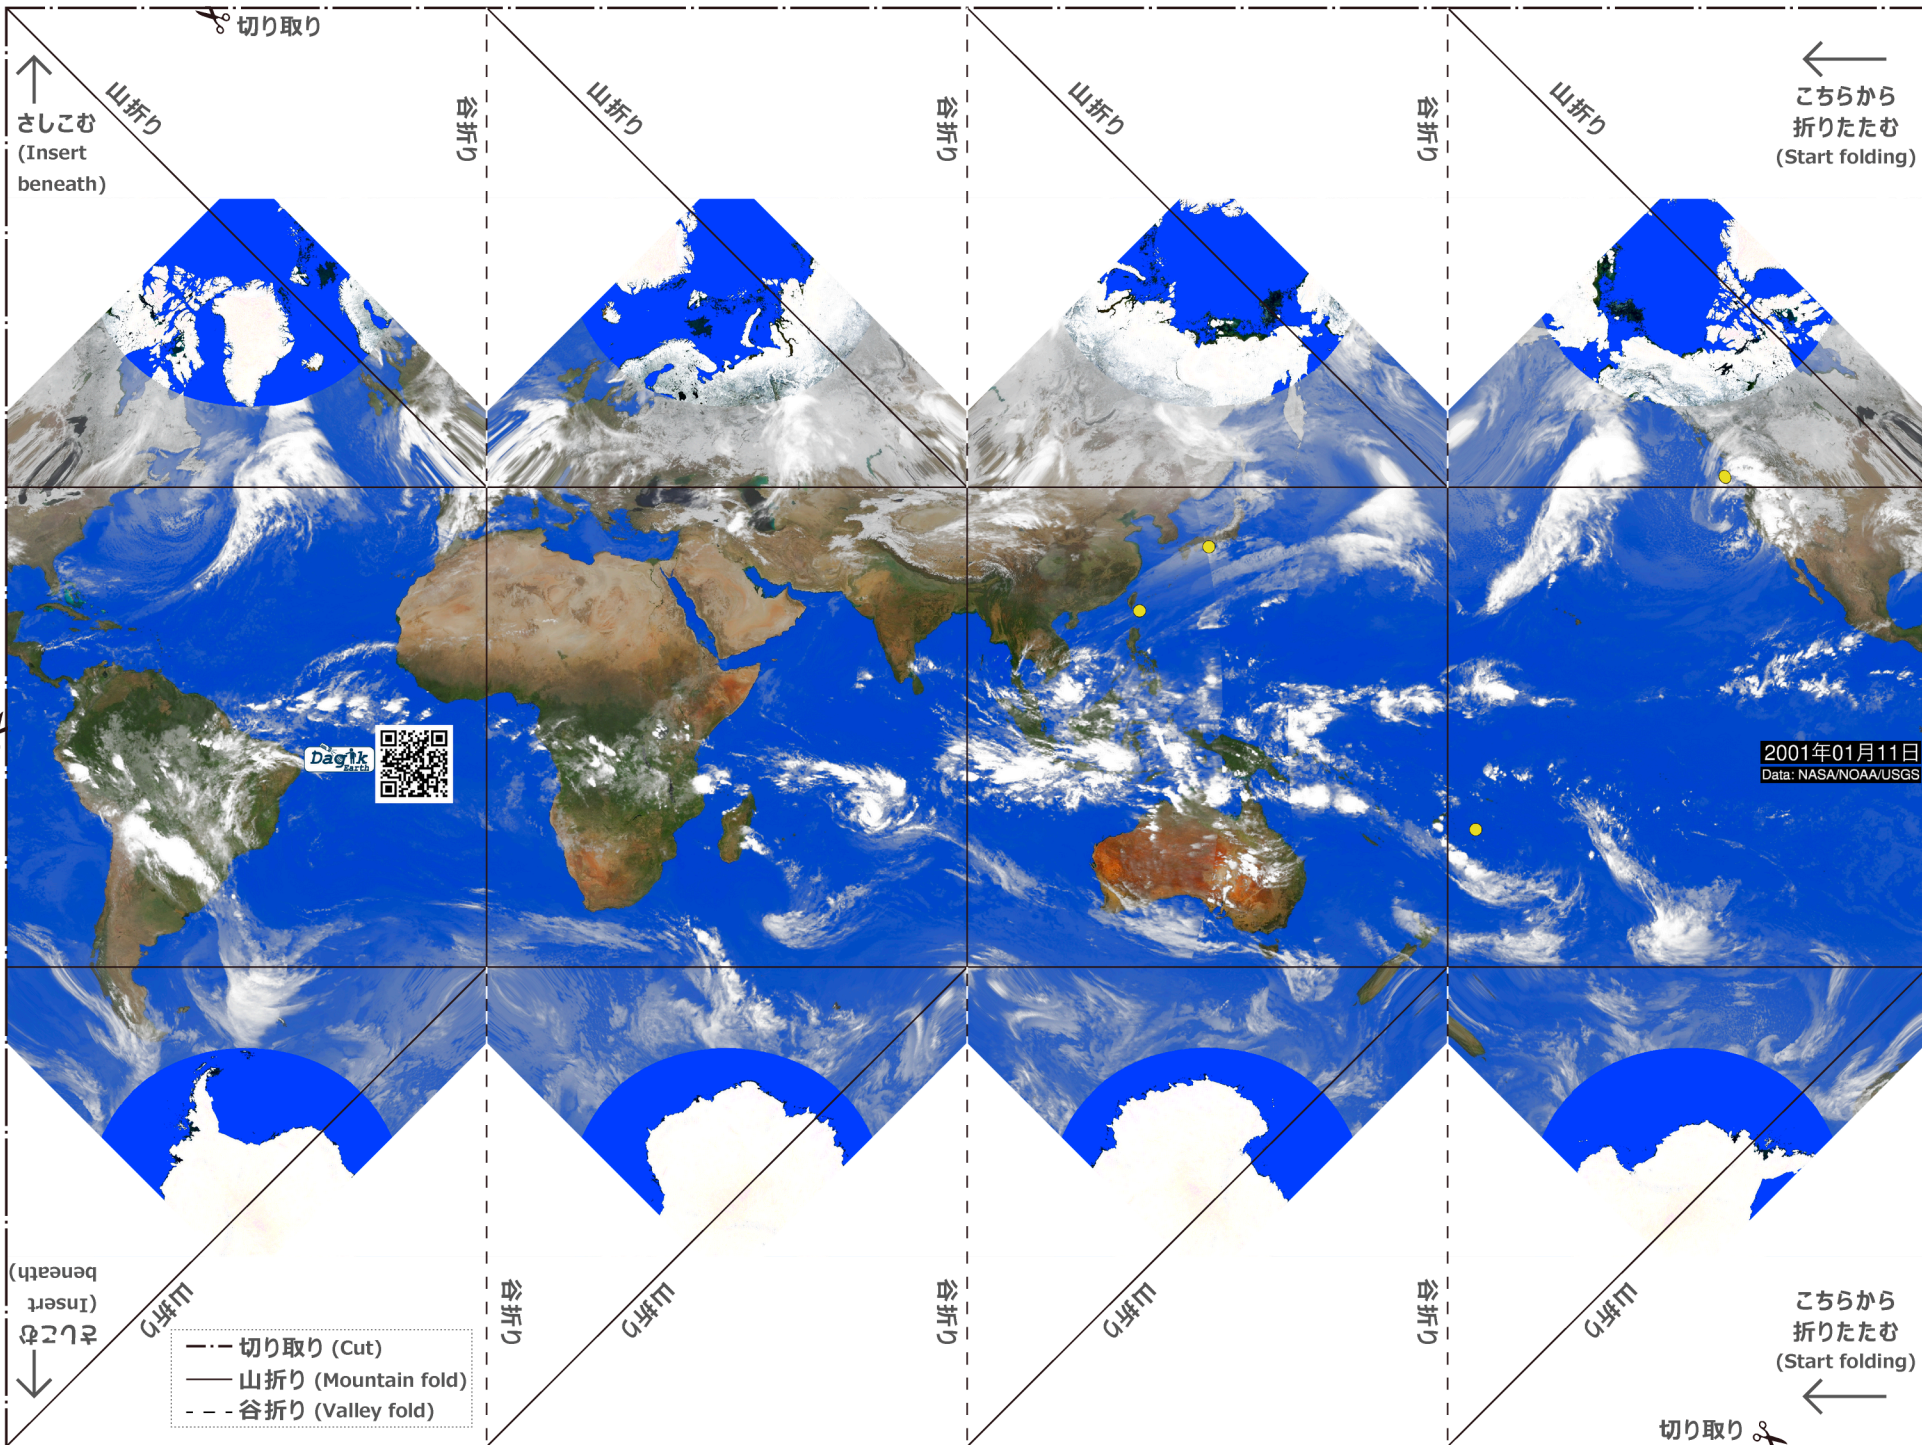 切り取り
さしこむ
(Insert
beneath)
山折り
谷折り
山折り
谷折り
山折り
谷折り
山折り
こちらから
折りたたむ
(Start folding)
Dagik
Earth
2001年01月11日
Data: NASA/NOAA/USGS
さしこむ
(Insert
beneath)
山折り
谷折り
山折り
谷折り
山折り
谷折り
山折り
こちらから
折りたたむ
(Start folding)
切り取り (Cut)
山折り (Mountain fold)
谷折り (Valley fold)
切り取り